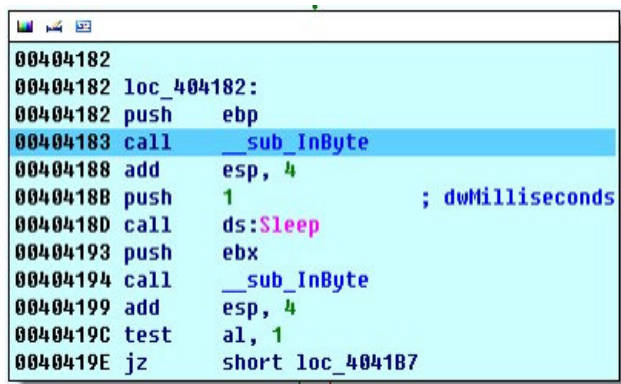 00404182
00404182 loc_404182:
00404182 push ebp
00404183 call __sub_InByte
00404188 add esp, 4
0040418B push 1 ; dwMilliseconds
0040418D call ds:Sleep
00404193 push ebx
00404194 call __sub_InByte
00404199 add esp, 4
0040419C test al, 1
0040419E jz short loc_4041B7